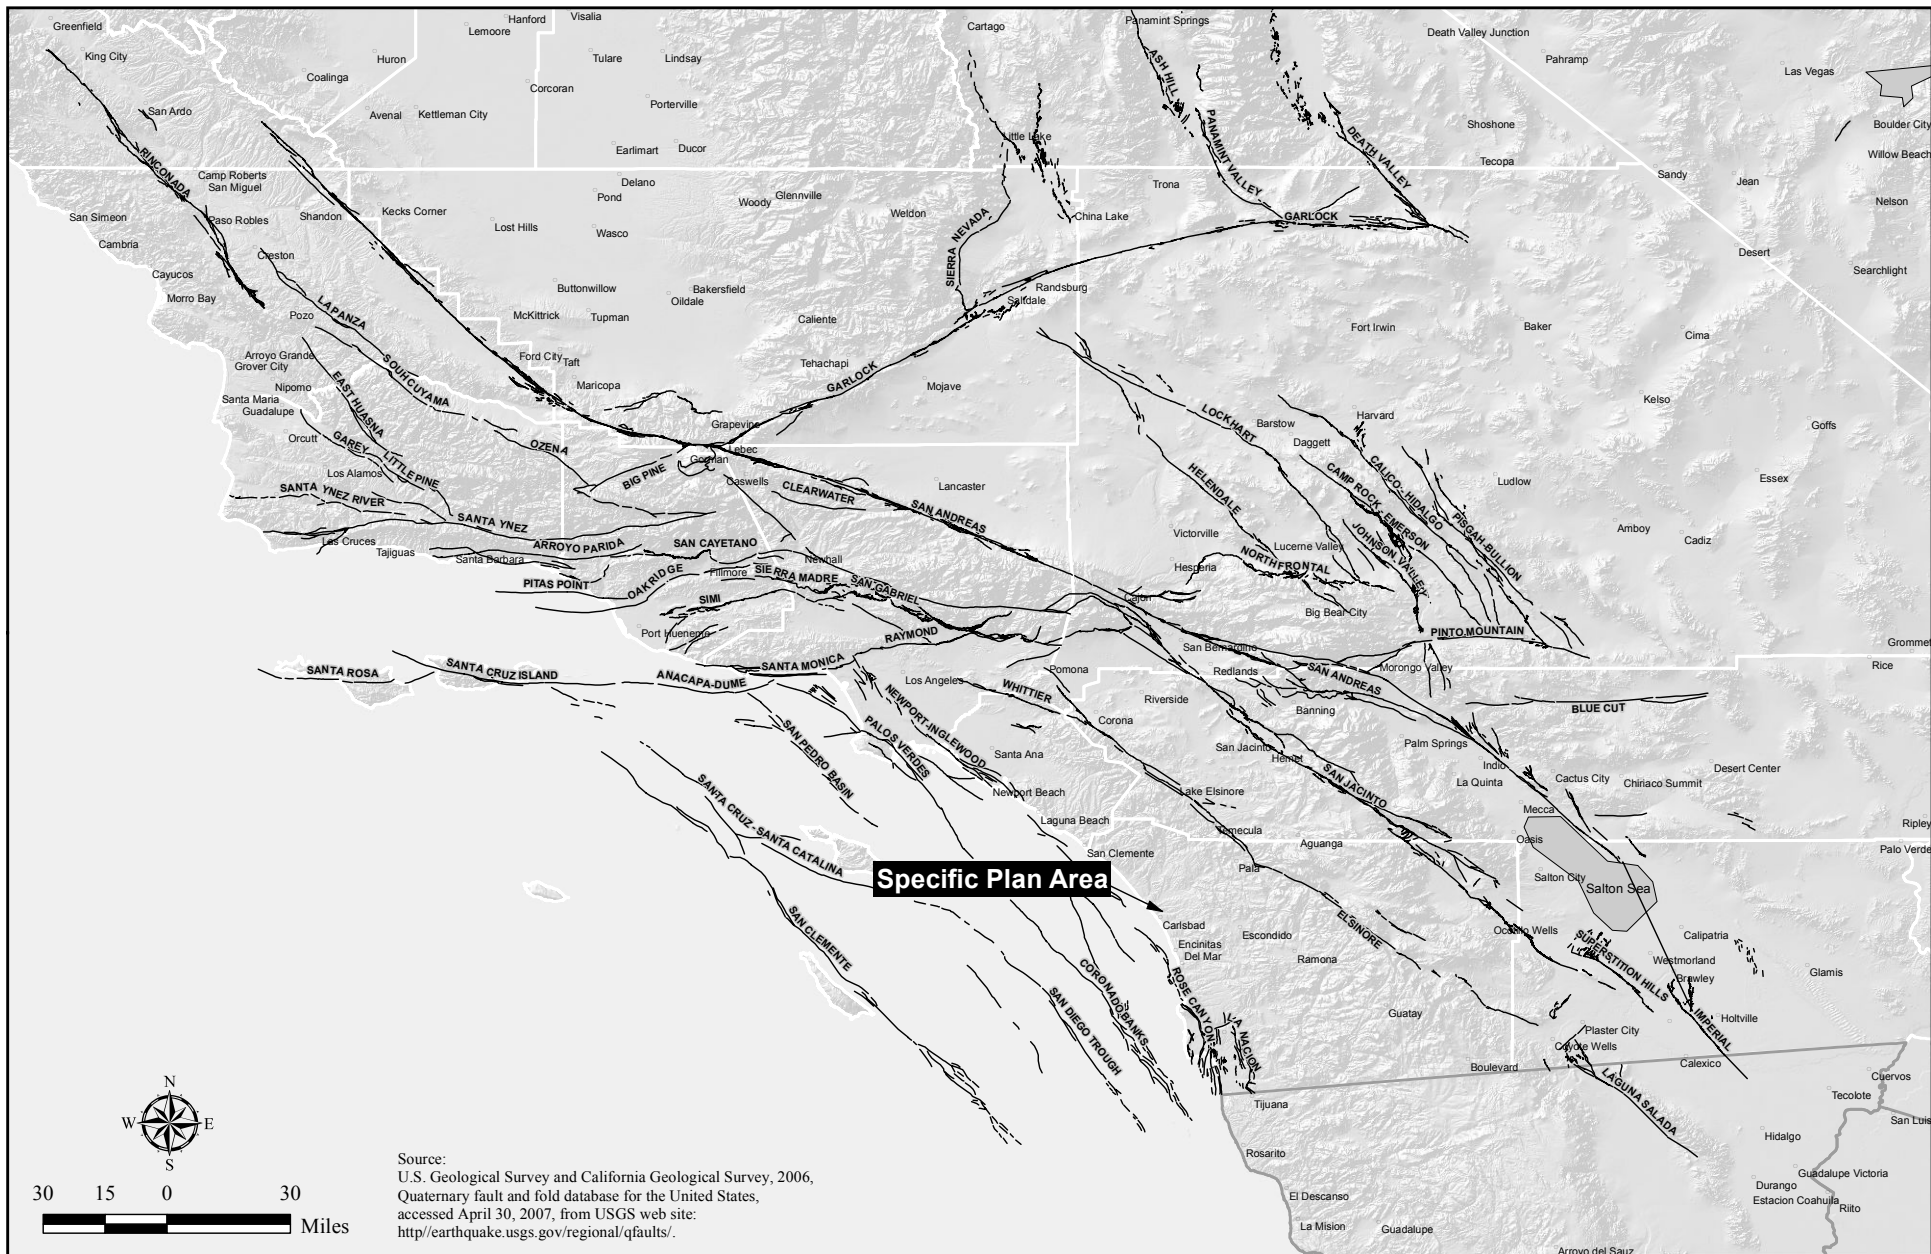 Greenfield
Hanford
Visalia
Cartago
Panamint Springs
Lemoore
Death Valley Junction
King City
Huron
Tulare
Lindsay
Pahramp
Las Vegas
Coalinga
Corcoran
ASH HILL
San Ardo
Avenal
Kettleman City
Porterville
PANAMINT VALLEY
Shoshone
Boulder City
Little Lake
DEATH VALLEY
RINCONADA
Earlimart
Ducor
Tecopa
Willow Beach
Camp Roberts
San Miguel
Delano
Pond
Woody
Glennville
Trona
Sandy
Jean
Nelson
San Simeon
Paso Robles
Shandon
Kecks Corner
Lost Hills
Wasco
Weldon
SIERRA NEVADA
China Lake
GARLOCK
Cambria
Creston
Desert
Cayucos
Morro Bay
Buttonwillow
Bakersfield
Oildale
Randsburg
Saltdale
Searchlight
LA PANZA
Pozo
McKittrick
Tupman
Caliente
Fort Irwin
Baker
Cima
Arroyo Grande
Grover City
SOUH CUYAMA
Ford City
Taft
Tehachapi
GARLOCK
Mojave
Nipomo
EAST HUASNA
Maricopa
Santa Maria
Guadalupe
Grapevine
LOCKHART
Barstow
Harvard
Kelso
Goffs
Orcutt
GAREY
LITTLE PINE
OZENA
Lebec
Gorman
Daggett
Los Alamos
BIG PINE
Caswells
CLEARWATER
Lancaster
HELENDALE
CAMP ROCK - EMERSON
CALICO - HIDALGO
Ludlow
Essex
SANTA YNEZ RIVER
SANTA YNEZ
SAN ANDREAS
PISGAH-BULLION
Las Cruces
Tajiguas
Santa Barbara
ARROYO PARIDA
SAN CAYETANO
Newhall
Victorville
Lucerne Valley
JOHNSON VALLEY
Amboy
Cadiz
PITAS POINT
OAKRIDGE
Fillmore
SIERRA MADRE
SAN GABRIEL
Hesperia
NORTH FRONTAL
SIMI
Cajon
Big Bear City
Port Hueneme
RAYMOND
PINTO MOUNTAIN
Grommet
SANTA ROSA
SANTA CRUZ ISLAND
ANACAPA-DUME
SANTA MONICA
San Bernardino
Redlands
SAN ANDREAS
Morongo Valley
Rice
Los Angeles
Pomona
WHITTIER
Riverside
Corona
Banning
BLUE CUT
NEWPORT-INGLEWOOD
PALOS VERDES
SAN PEDRO BASIN
Santa Ana
San Jacinto
Hemet
Palm Springs
Indio
La Quinta
Cactus City
Chiriaco Summit
Desert Center
SANTA CRUZ - SANTA CATALINA
Newport Beach
Lake Elsinore
SAN JACINTO
Mecca
Laguna Beach
Temecula
Aguanga
Oasis
Ripley
San Clemente
Pala
Palo Verde
Specific Plan Area
Salton City
Salton Sea
SAN CLEMENTE
Carlsbad
Encinitas
Del Mar
Escondido
Ramona
ELSINORE
Ocotillo Wells
SUPERSTITION HILLS
Calipatria
Westmorland
Brawley
Glamis
CORONADO BANKS
SAN DIEGO TROUGH
ROSE CANYON
LA NACION
Guatay
Plaster City
Coyote Wells
Holtville
IMPERIAL
Boulevard
Calexico
LAGUNA SALADA
Cuervos
Tecolote
San Luis
Tijuana
Rosarito
Hidalgo
Guadalupe Victoria
Durango
Estacion Coahuila
Riito
El Descanso
La Mision
Guadalupe
Arroyo del Sauz
N
W
E
S
30 15 0 30
Miles
Source:
U.S. Geological Survey and California Geological Survey, 2006,
Quaternary fault and fold database for the United States,
accessed April 30, 2007, from USGS web site:
http//earthquake.usgs.gov/regional/qfaults/.